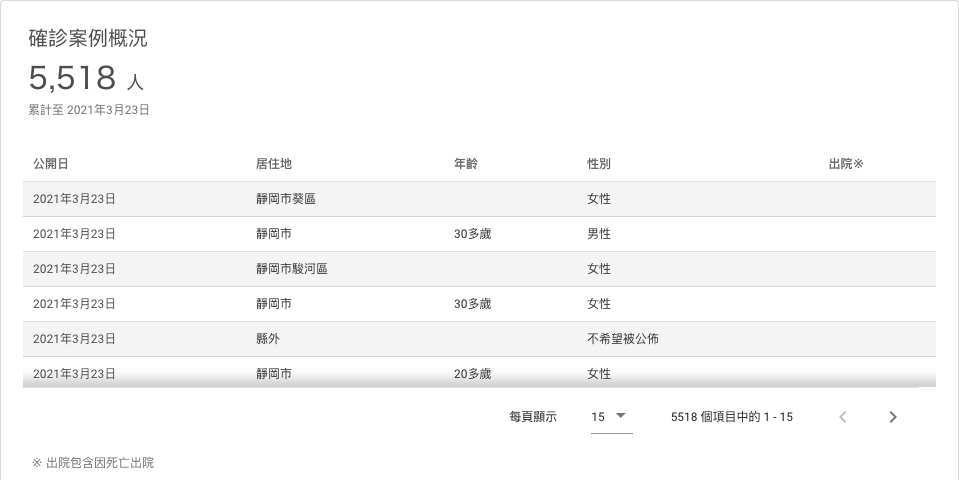 確診案例概況
5,518 人
累計至 2021年3月23日
公開日 居住地 年齡 性別 出院※
2021年3月23日 靜岡市葵區 女性
2021年3月23日 靜岡市 30多歲 男性
2021年3月23日 靜岡市駿河區 女性
2021年3月23日 靜岡市 30多歲 女性
2021年3月23日 縣外 不希望被公佈
2021年3月23日 靜岡市 20多歲 女性
每頁顯示 15 5518 個項目中的 1 - 15
※ 出院包含因死亡出院